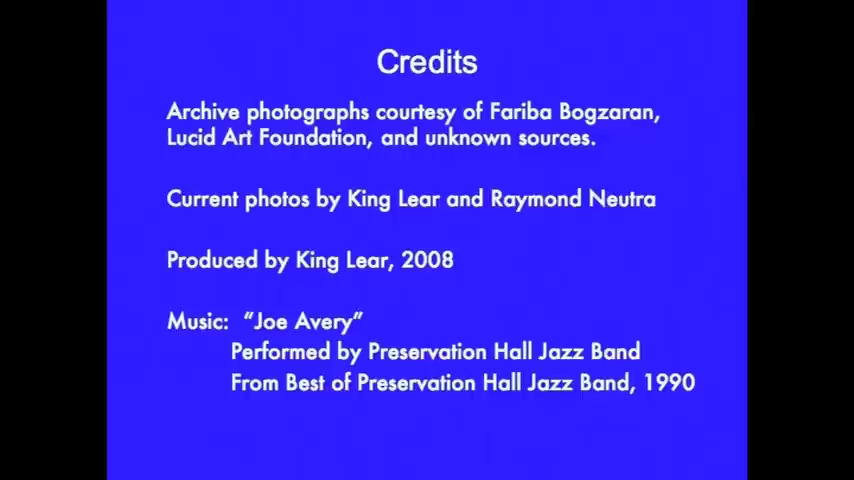 Credits
Archive photographs courtesy of Fariba Bogzaran,
Lucid Art Foundation, and unknown sources.
Current photos by King Lear and Raymond Neutra
Produced by King Lear, 2008
Music: “Joe Avery”
Performed by Preservation Hall Jazz Band
From Best of Preservation Hall Jazz Band, 1990